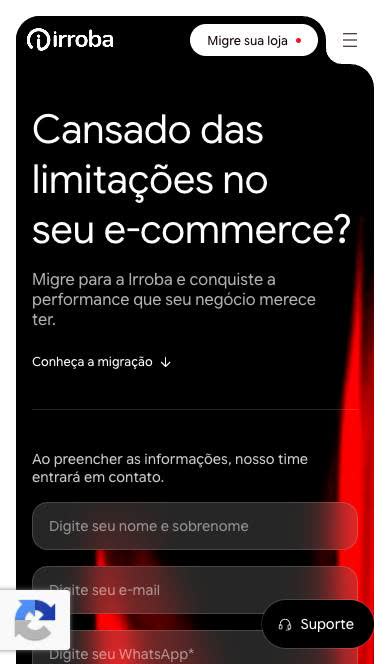 irroba
Migre sua loja
Cansado das
limitações no
seu e-commerce?
Migre para a Irroba e conquiste a
performance que seu negócio merece
ter.
Conheça a migração
Ao preencher as informações, nosso time
entrará em contato.
Digite seu nome e sobrenome
Digite seu e-mail
Suporte
Digite seu WhatsApp*